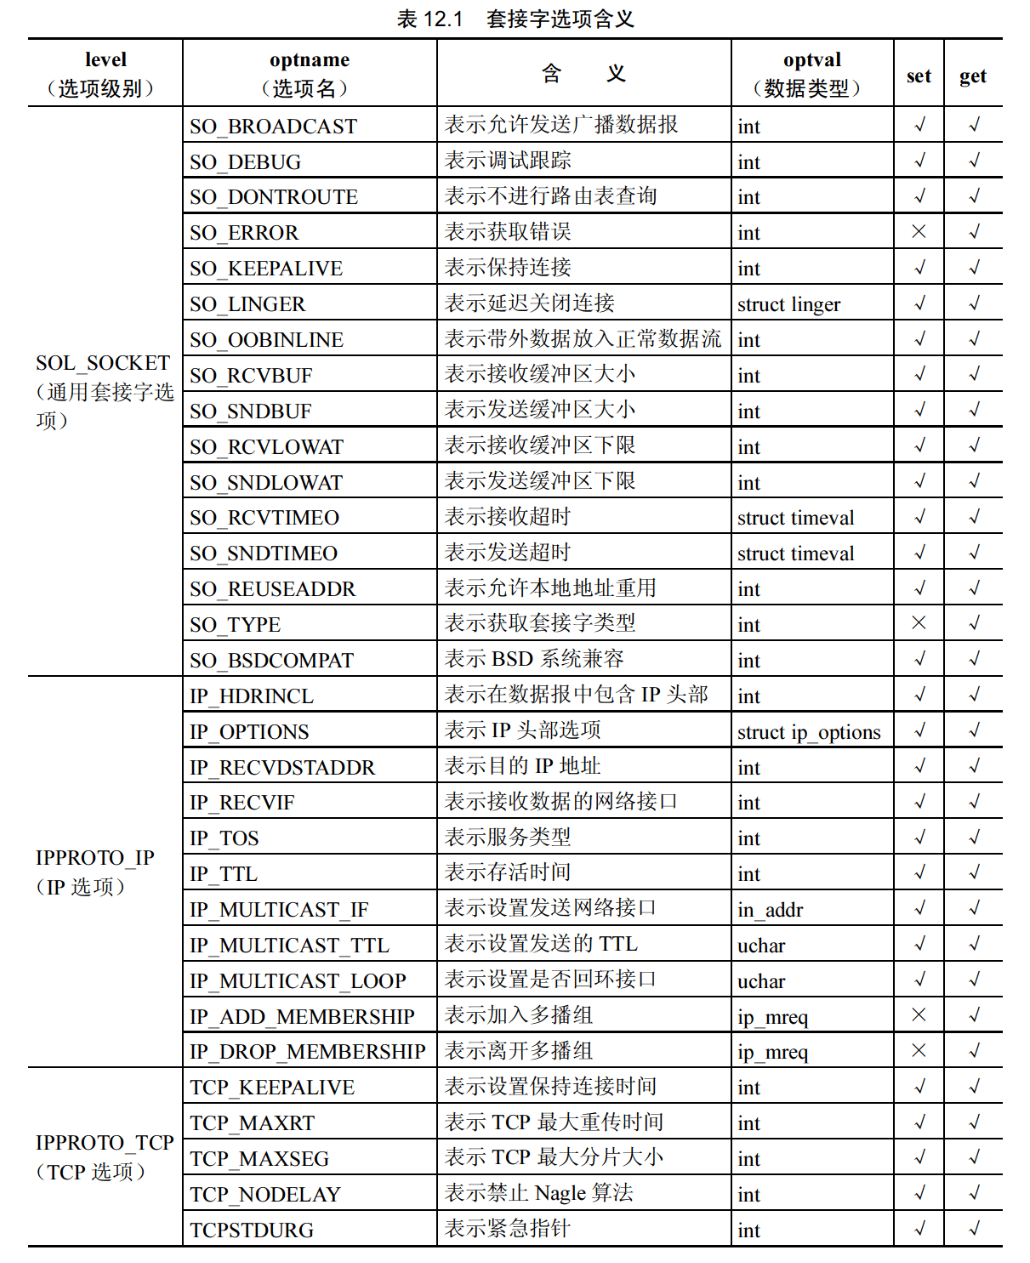 表 12.1 套接字选项含义
level
（选项级别） optname
（选项名） 含 义 optval
（数据类型） set get
SOL_SOCKET
（通用套接字选
项）
SO_BROADCAST 表示允许发送广播数据报 int √ √
SO_DEBUG 表示调试跟踪 int √ √
SO_DONTROUTE 表示不进行路由表查询 int √ √
SO_ERROR 表示获取错误 int × √
SO_KEEPALIVE 表示保持连接 int √ √
SO_LINGER 表示延迟关闭连接 struct linger √ √
SO_OOBINLINE 表示带外数据放入正常数据流 int √ √
SO_RCVBUF 表示接收缓冲区大小 int √ √
SO_SNDBUF 表示发送缓冲区大小 int √ √
SO_RCVLOWAT 表示接收缓冲区下限 int √ √
SO_SNDLOWAT 表示发送缓冲区下限 int √ √
SO_RCVTIMEO 表示接收超时 struct timeval √ √
SO_SNDTIMEO 表示发送超时 struct timeval √ √
SO_REUSEADDR 表示允许本地地址重用 int √ √
SO_TYPE 表示获取套接字类型 int × √
SO_BSDCOMPAT 表示 BSD 系统兼容 int √ √
IPPROTO_IP
（IP 选项）
IP_HDRINCL 表示在数据报中包含 IP 头部 int √ √
IP_OPTIONS 表示 IP 头部选项 struct ip_options √ √
IP_RECVDSTADDR 表示目的 IP 地址 int √ √
IP_RECVIF 表示接收数据的网络接口 int √ √
IP_TOS 表示服务类型 int √ √
IP_TTL 表示存活时间 int √ √
IP_MULTICAST_IF 表示设置发送网络接口 in_addr √ √
IP_MULTICAST_TTL 表示设置发送的 TTL uchar √ √
IP_MULTICAST_LOOP 表示设置是否回环接口 uchar √ √
IP_ADD_MEMBERSHIP 表示加入多播组 ip_mreq × √
IP_DROP_MEMBERSHIP 表示离开多播组 ip_mreq × √
IPPROTO_TCP
（TCP 选项）
TCP_KEEPALIVE 表示设置保持连接时间 int √ √
TCP_MAXRT 表示 TCP 最大重传时间 int √ √
TCP_MAXSEG 表示 TCP 最大分片大小 int √ √
TCP_NODELAY 表示禁止 Nagle 算法 int √ √
TCPSTDURG 表示紧急指针 int √ √